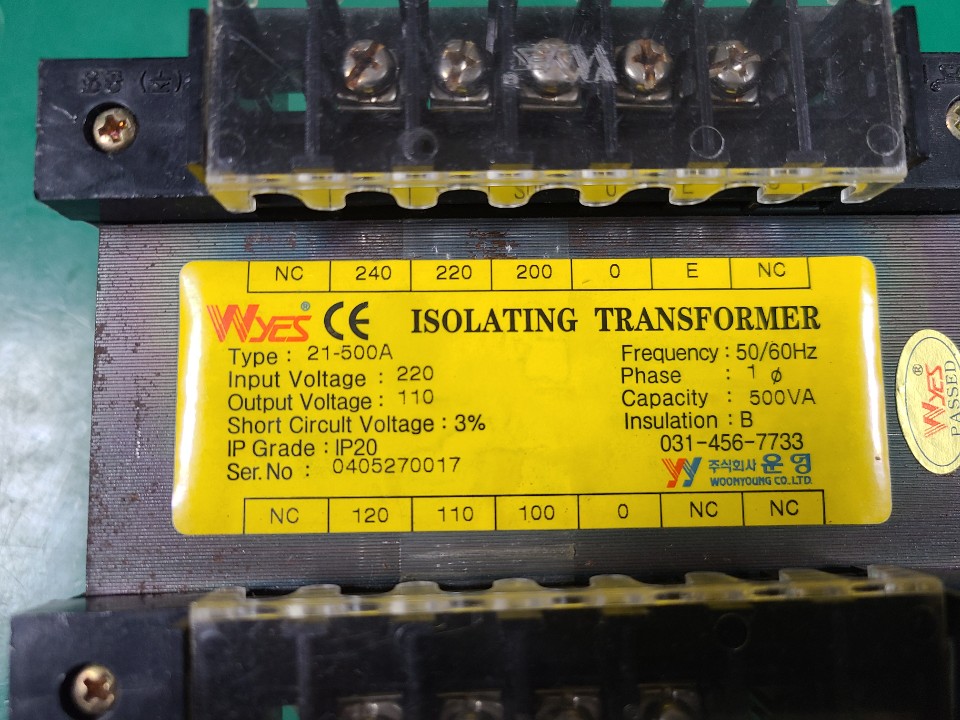 NC 240 220 200 0 E NC
WYES® CE ISOLATING TRANSFORMER
Type : 21-500A
Input Voltage : 220
Output Voltage : 110
Short Circuit Voltage : 3%
IP Grade : IP20
Ser.No : 0405270017
Frequency : 50/60Hz
Phase : 1 ø
Capacity : 500VA
Insulation : B
031-456-7733
주식회사 운영
WOONYOUNG CO.LTD.
NC 120 110 100 0 NC NC
WYES®
PASSED